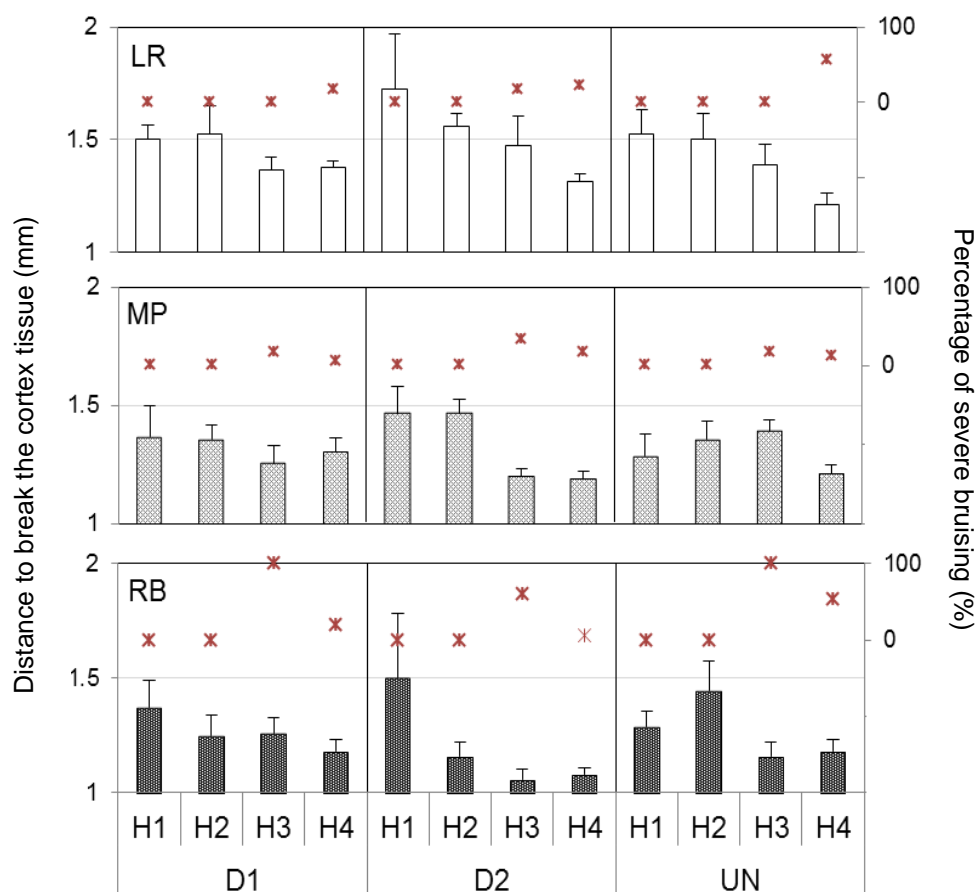 Distance to break the cortex tissue (mm)
2
1.5
1
LR
100
0
2
1.5
1
MP
100
0
2
1.5
1
RB
100
0
H1 H2 H3 H4 H1 H2 H3 H4 H1 H2 H3 H4
D1 D2 UN
Percentage of severe bruising (%)